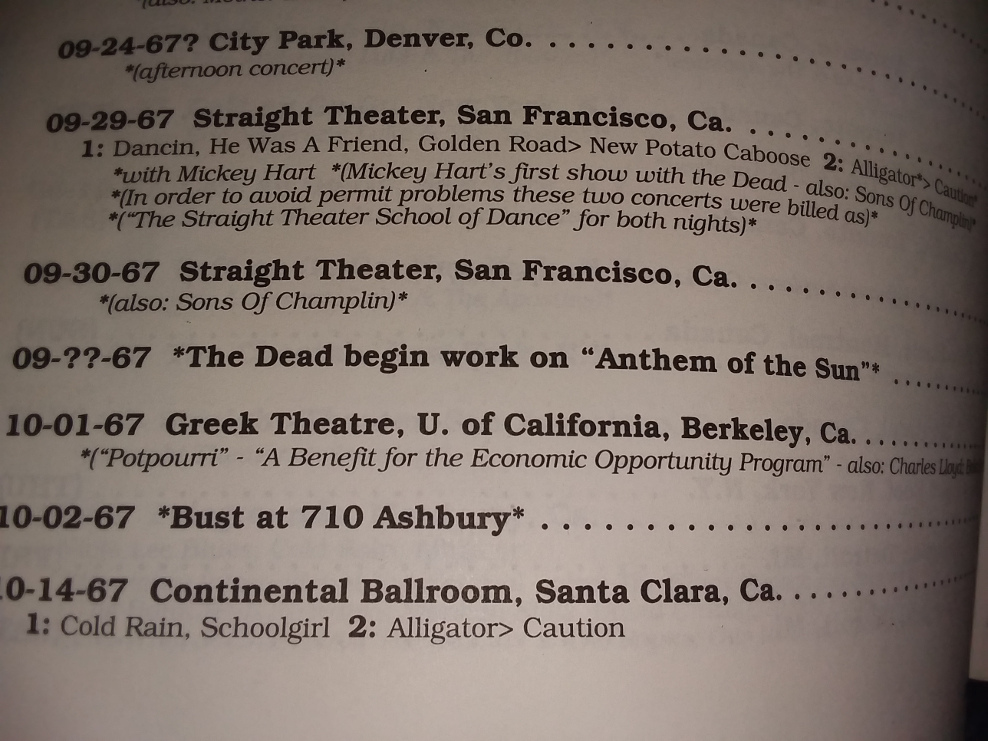 (also: 
09-24-67? City Park, Denver, Co. . . . . . . . . . . . . . . . . . . . . . . . . . . .
*(afternoon concert)*
09-29-67 Straight Theater, San Francisco, Ca. . . . . . . . . . . . . . . . .
1: Dancin, He Was A Friend, Golden Road> New Potato Caboose 2: Alligator*> Caution*
*with Mickey Hart *(Mickey Hart's first show with the Dead - also: Sons Of Champlin)*
*(In order to avoid permit problems these two concerts were billed as)*
*("The Straight Theater School of Dance" for both nights)*
09-30-67 Straight Theater, San Francisco, Ca. . . . . . . . . . . . . . . . .
*(also: Sons Of Champlin)*
09-??-67 *The Dead begin work on "Anthem of the Sun"* . . . . . . . .
10-01-67 Greek Theatre, U. of California, Berkeley, Ca. . . . . . . . . .
*("Potpourri" - "A Benefit for the Economic Opportunity Program" - also: Charles Lloyd
10-02-67 *Bust at 710 Ashbury* . . . . . . . . . . . . . . . . . . . . . . . . . .
0-14-67 Continental Ballroom, Santa Clara, Ca. . . . . . . . . . . . . . .
1: Cold Rain, Schoolgirl 2: Alligator> Caution